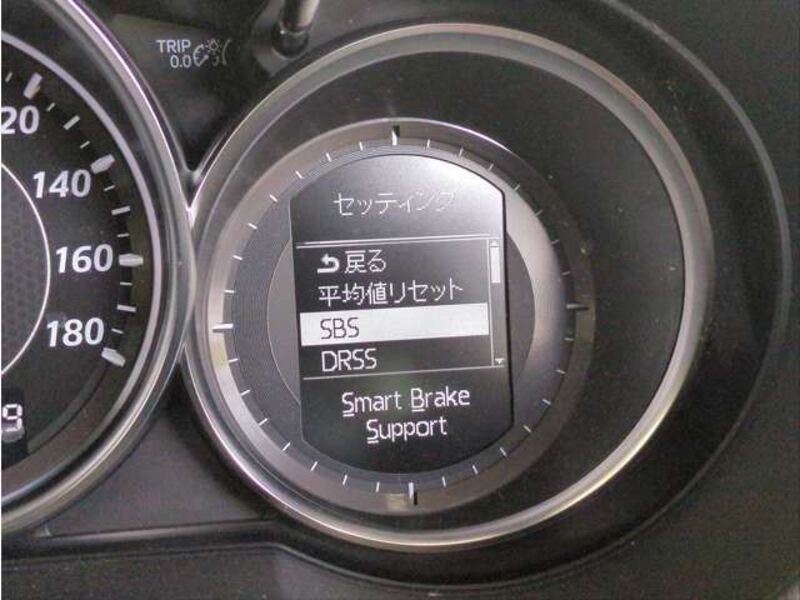 TRIP
0.0
20
140
160
180
9
セッティング
戻る
平均値リセット
SBS
DRSS
Smart Brake
Support